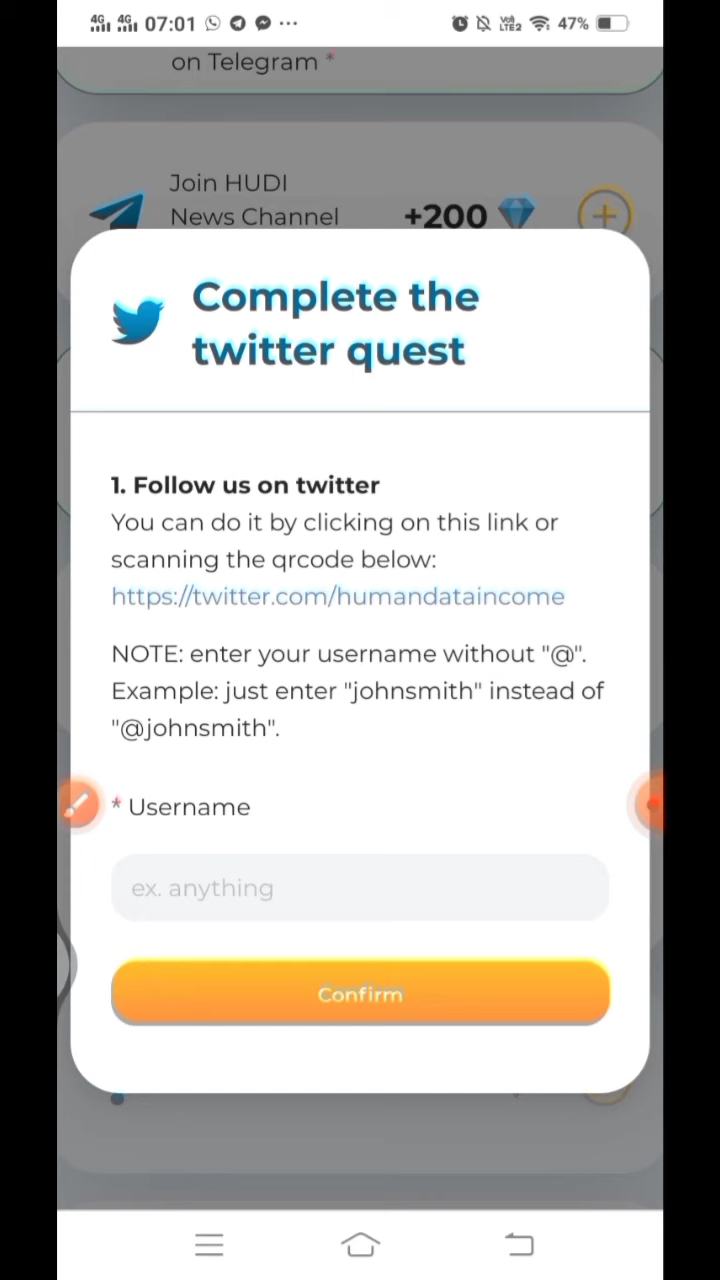 4G 4G 07:01 ... VoI LTE2 47%
on Telegram *
Join HUDI
News Channel +200
Complete the
twitter quest
1. Follow us on twitter
You can do it by clicking on this link or
scanning the qrcode below:
https://twitter.com/humandataincome
NOTE: enter your username without "@".
Example: just enter "johnsmith" instead of
"@johnsmith".
* Username
ex. anything
Confirm